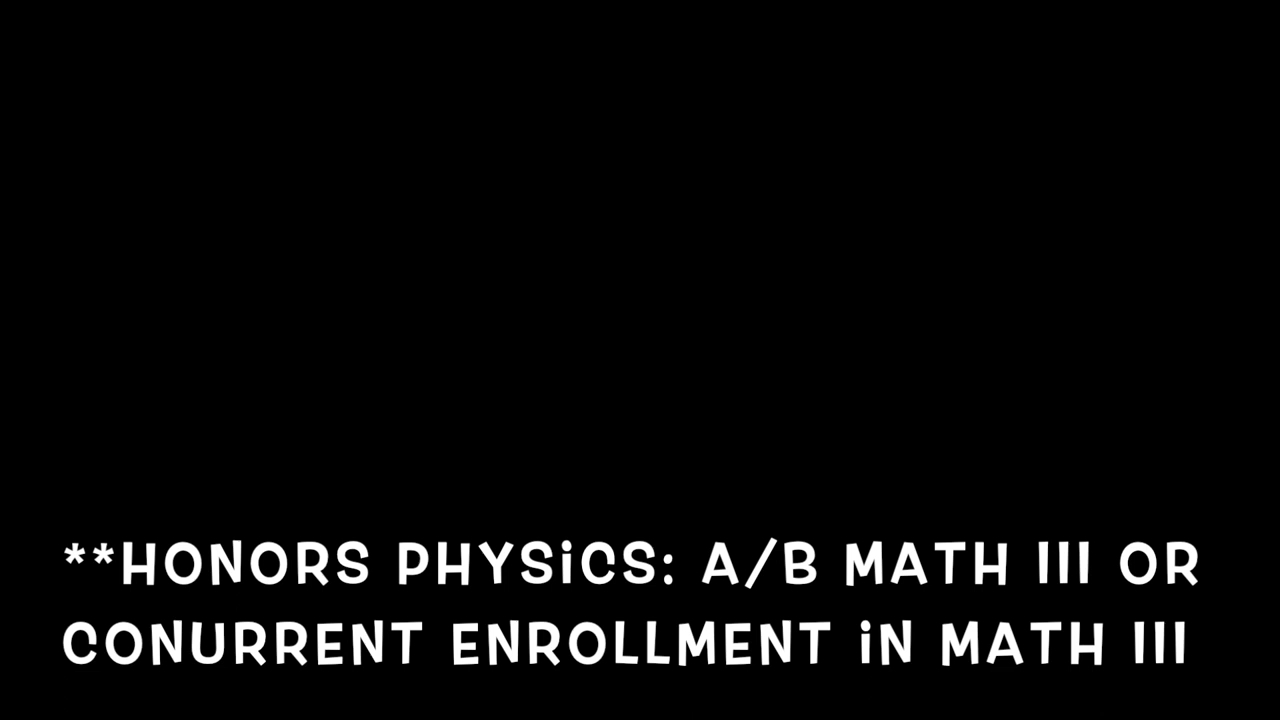 **HONORS PHYSiCS: A/B MATH III OR
CONURRENT ENROLLMENT iN MATH III